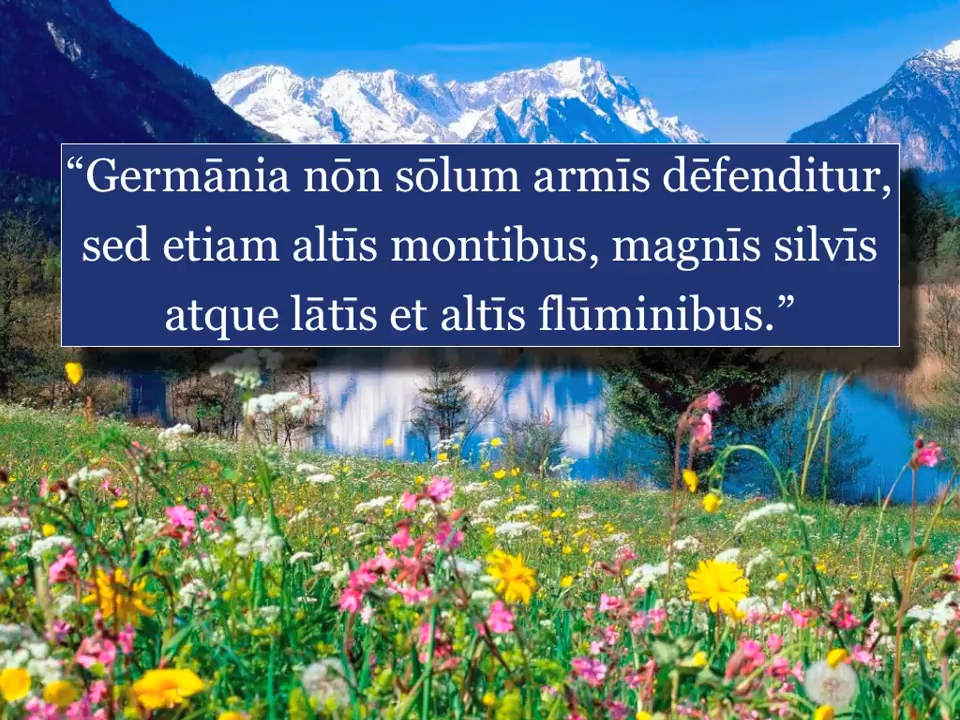 “Germānia nōn sōlum armīs dēfenditur,
sed etiam altīs montibus, magnīs silvīs
atque lātīs et altīs flūminibus.”